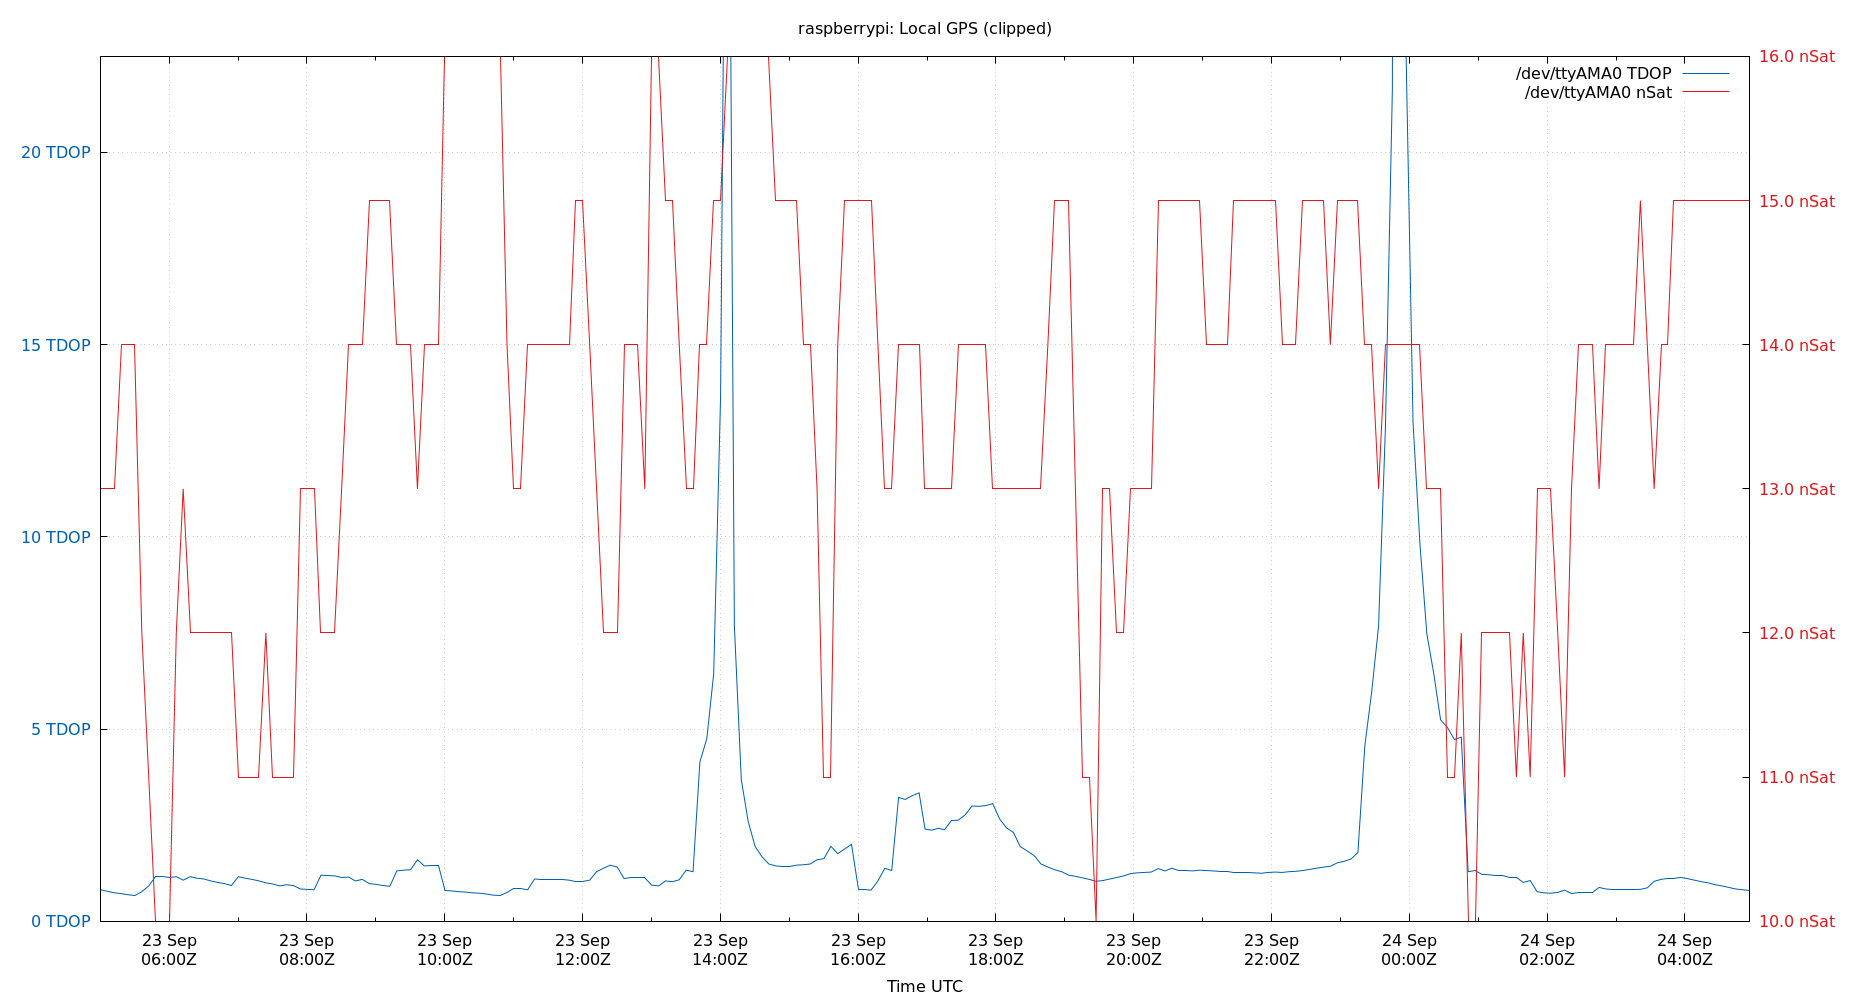 raspberrypi: Local GPS (clipped)
/dev/ttyAMA0 TDOP
/dev/ttyAMA0 nSat
20 TDOP
15 TDOP
10 TDOP
5 TDOP
0 TDOP
16.0 nSat
15.0 nSat
14.0 nSat
13.0 nSat
12.0 nSat
11.0 nSat
10.0 nSat
23 Sep
06:00Z
23 Sep
08:00Z
23 Sep
10:00Z
23 Sep
12:00Z
23 Sep
14:00Z
23 Sep
16:00Z
23 Sep
18:00Z
23 Sep
20:00Z
23 Sep
22:00Z
24 Sep
00:00Z
24 Sep
02:00Z
24 Sep
04:00Z
Time UTC